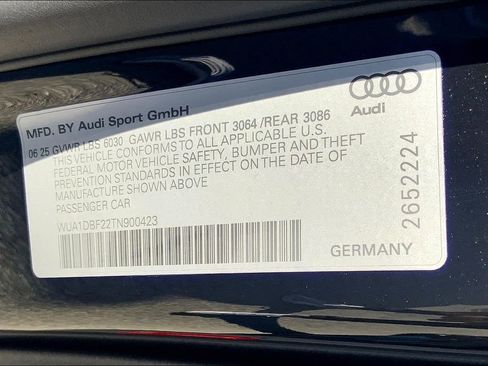 MFD. BY Audi Sport GmbH
06 25 GVWR LBS 6030 GAWR LBS FRONT 3064 /REAR 3086
THIS VEHICLE CONFORMS TO ALL APPLICABLE U.S.
FEDERAL MOTOR VEHICLE SAFETY, BUMPER AND THEFT
PREVENTION STANDARDS IN EFFECT ON THE DATE OF
MANUFACTURE SHOWN ABOVE
PASSENGER CAR
WUA1DBF22TN900423
Audi
2652224
GERMANY